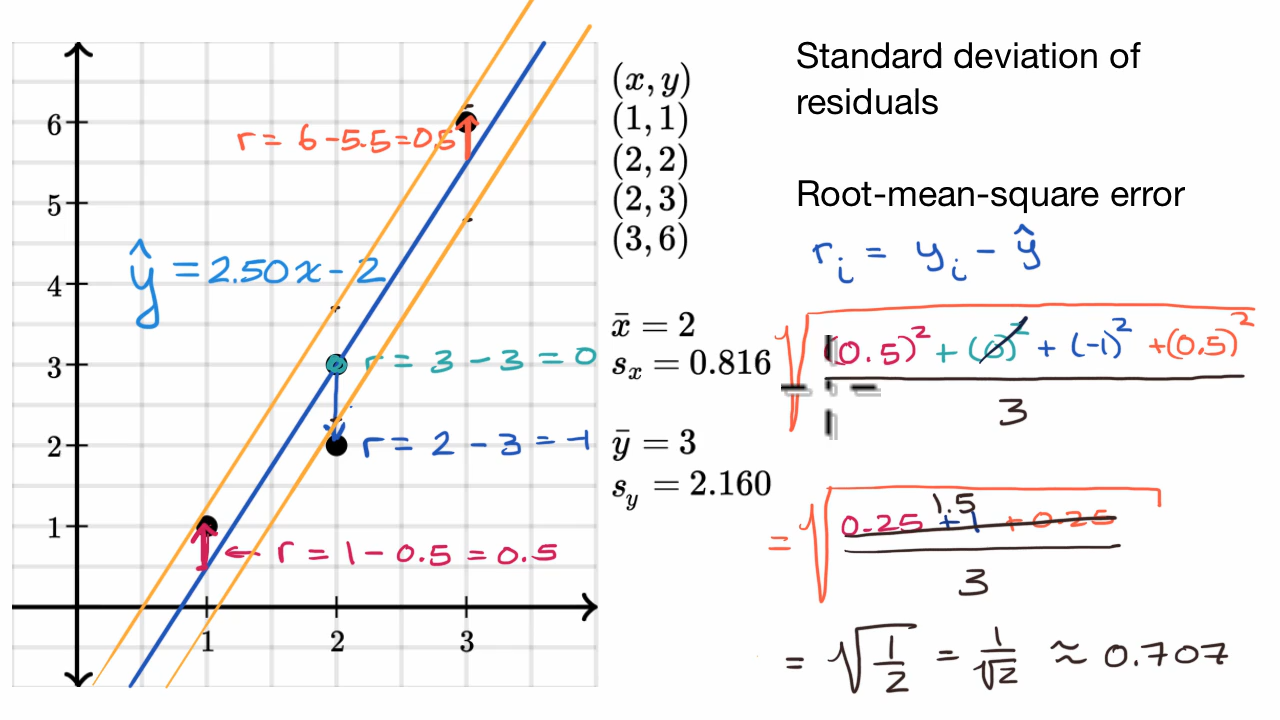 Standard deviation of
residuals
Root-mean-square error
rᵢ = yᵢ − ŷ
√((0.5)² + (0)² + (−1)² + (0.5)²)
3
= √(0.25 + 1 + 0.25)
1.5
3
= √(1/2) = 1/√2 ≈ 0.707
(x, y)
(1, 1)
(2, 2)
(2, 3)
(3, 6)
x̄ = 2
sₓ = 0.816
ȳ = 3
s_y = 2.160
6
5
4
3
2
1
1
2
3
r = 6 − 5.5 = 0.5
ŷ = 2.50x − 2
r = 3 − 3 = 0
r = 2 − 3 = −1
← r = 1 − 0.5 = 0.5